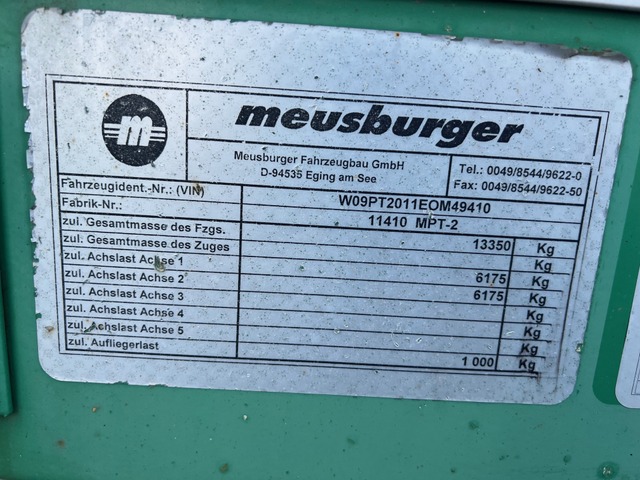 m
meusburger
Meusburger Fahrzeugbau GmbH
D-94535 Eging am See
Tel.: 0049/8544/9622-0
Fax: 0049/8544/9622-50
Fahrzeugident.-Nr.: (VIN) W09PT2011EOM49410
Fabrik-Nr.: 11410 MPT-2
zul. Gesamtmasse des Fzgs. 13350 Kg
zul. Gesamtmasse des Zuges Kg
zul. Achslast Achse 1 6175 Kg
zul. Achslast Achse 2 6175 Kg
zul. Achslast Achse 3 Kg
zul. Achslast Achse 4 Kg
zul. Achslast Achse 5 Kg
zul. Aufliegerlast 1 000 Kg